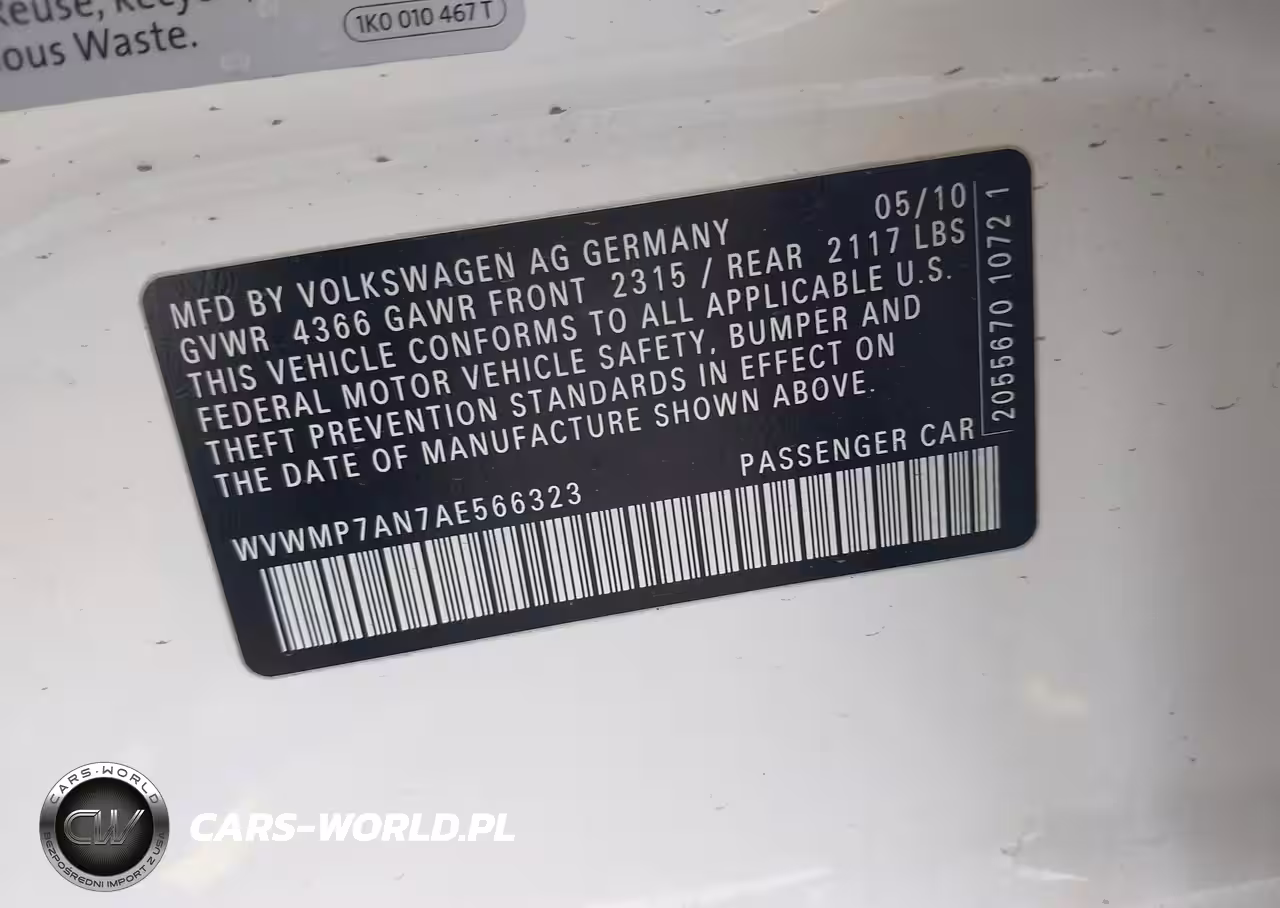 Reuse,
ous Waste.
1K0 010 467 T
05/10
MFD BY VOLKSWAGEN AG GERMANY
GVWR 4366 GAWR FRONT 2315 / REAR 2117 LBS
THIS VEHICLE CONFORMS TO ALL APPLICABLE U.S.
FEDERAL MOTOR VEHICLE SAFETY, BUMPER AND
THEFT PREVENTION STANDARDS IN EFFECT ON
THE DATE OF MANUFACTURE SHOWN ABOVE.
WVWMP7AN7AE566323
PASSENGER CAR
2055670 1072 1
CARS-WORLD
CW
BEZPOŚREDNI IMPORT Z USA
CARS-WORLD.PL